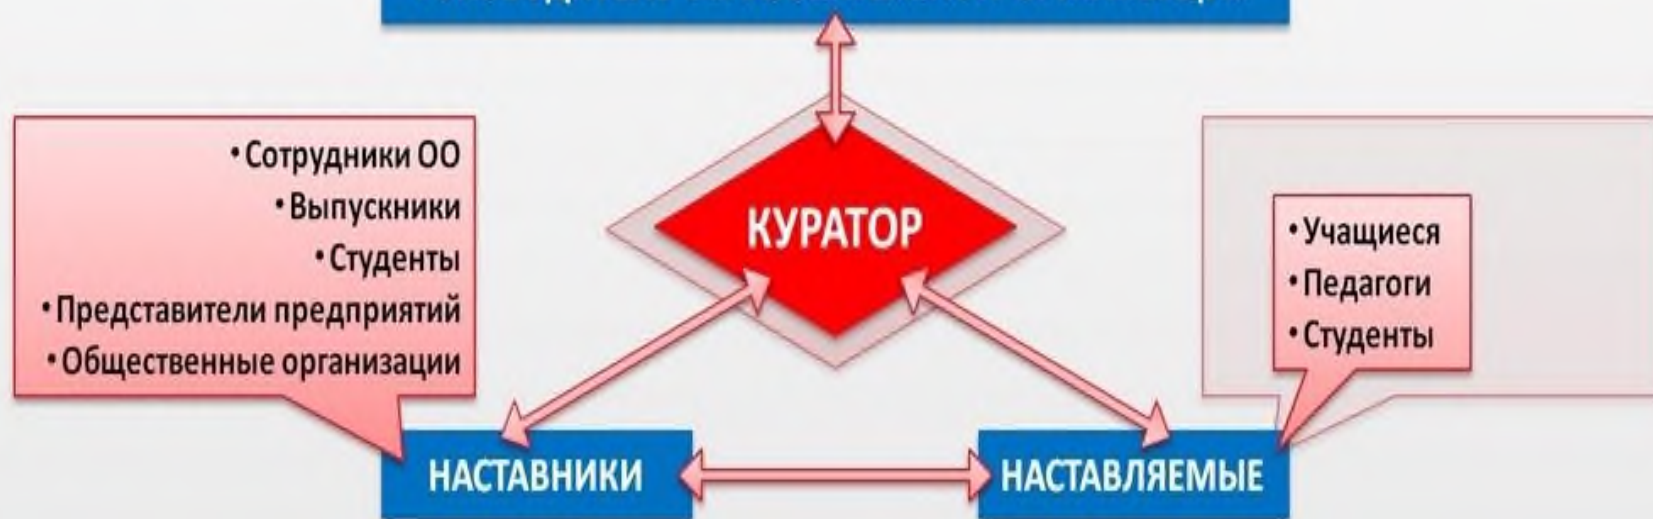 • Сотрудники ОО
• Выпускники
• Студенты
• Представители предприятий
• Общественные организации
КУРАТОР
• Учащиеся
• Педагоги
• Студенты
НАСТАВНИКИ
НАСТАВЛЯЕМЫЕ